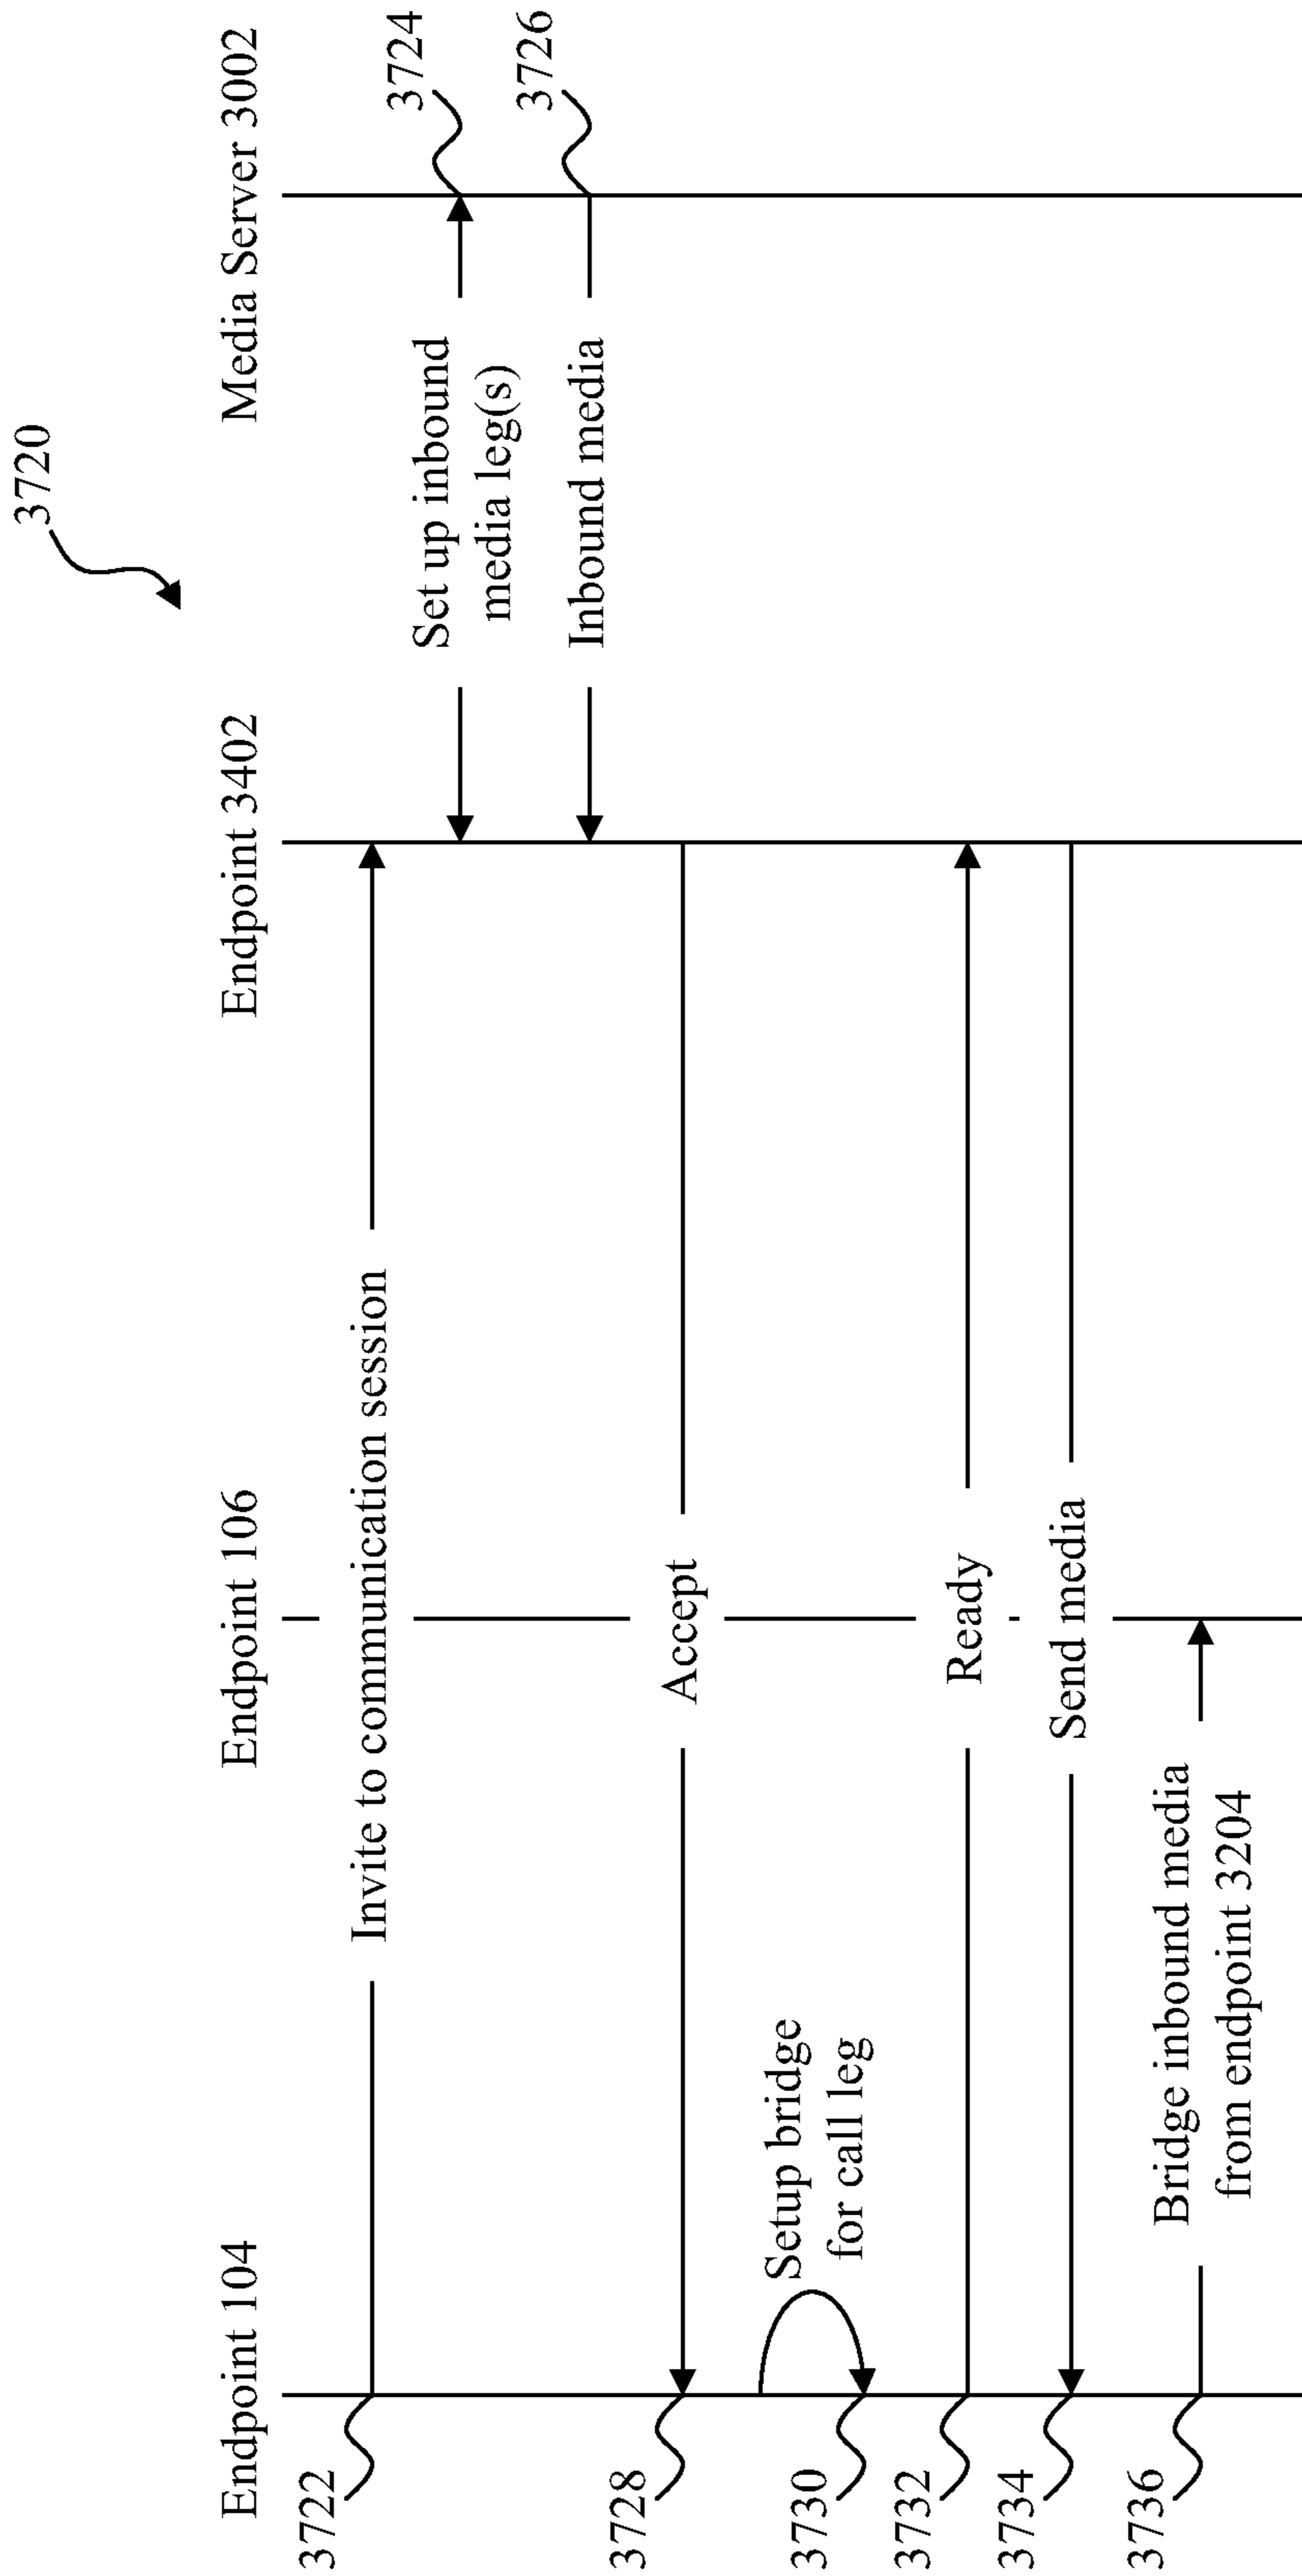 3720
Endpoint 104
Endpoint 106
Endpoint 3402
Media Server 3002
3722
Invite to communication session
Set up inbound
media leg(s)
3724
Inbound media
3726
3728
Accept
3730
Setup bridge
for call leg
3732
Ready
3734
Send media
3736
Bridge inbound media
from endpoint 3204